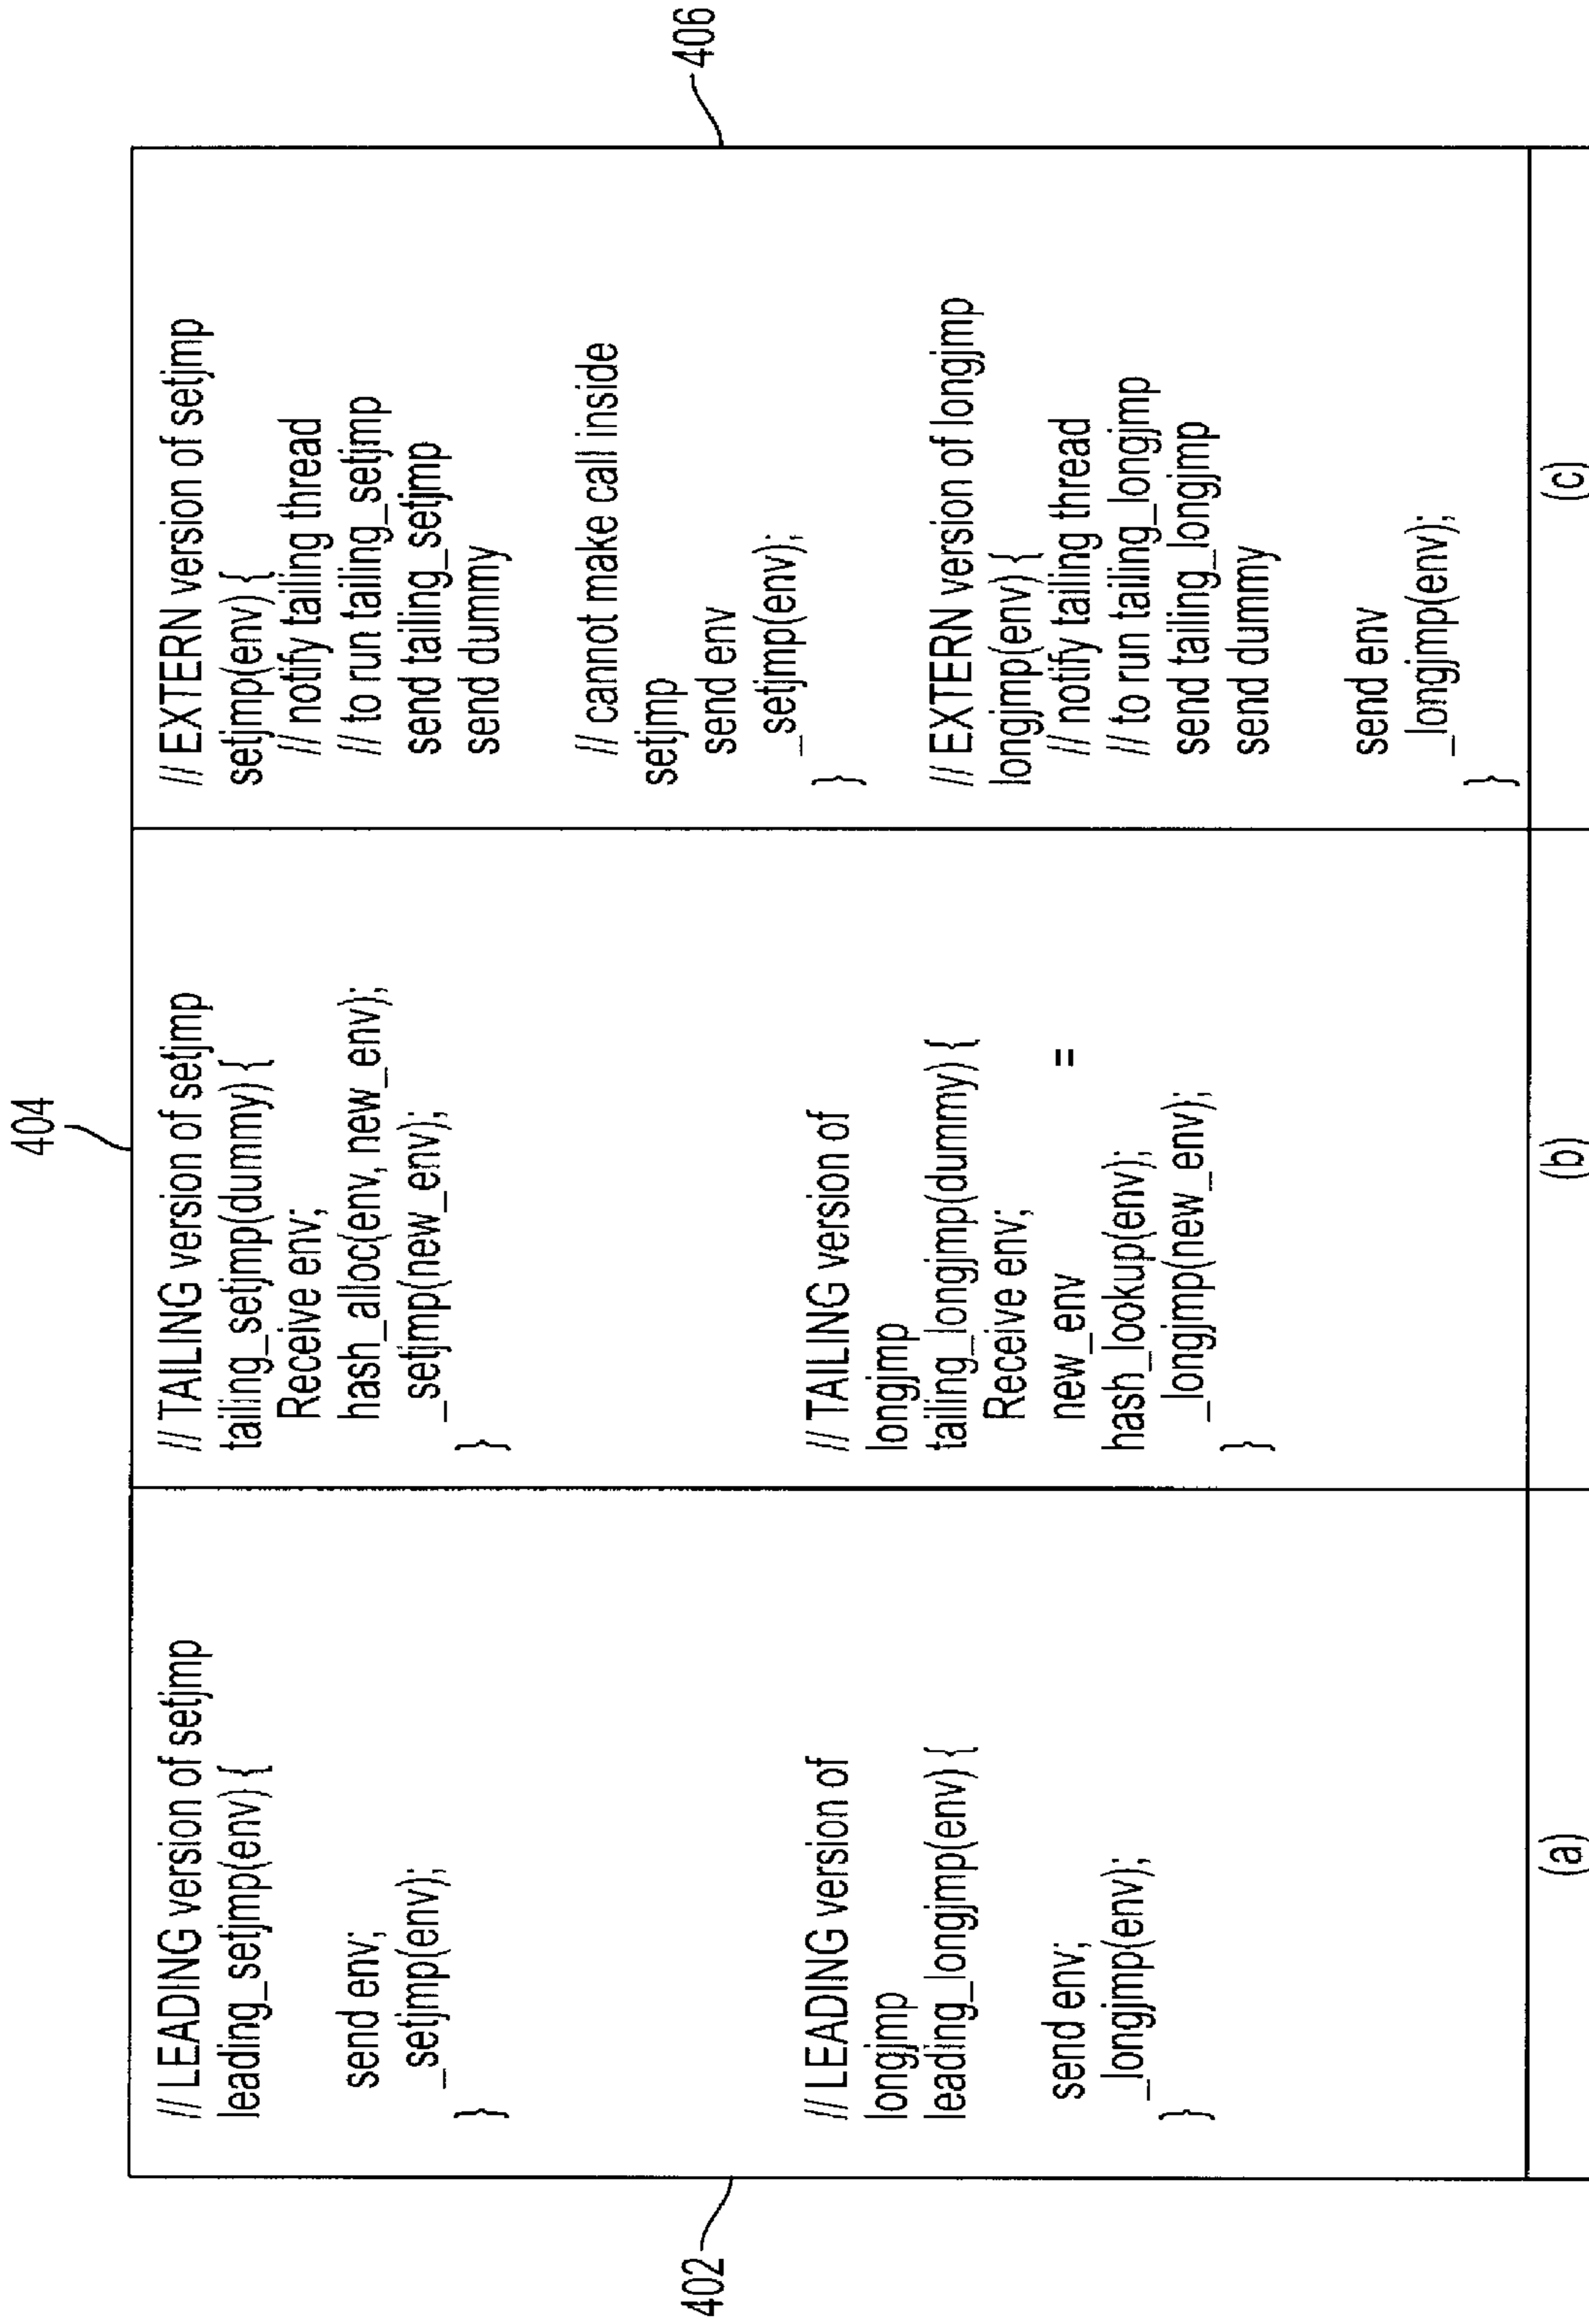 402
// LEADING version of setjmp
leading_setjmp(env) {
send env;
_setjmp(env);
}
// LEADING version of
longjmp
leading_longjmp(env) {
send env;
_longjmp(env);
}
(a)
404
// TAILING version of setjmp
tailing_setjmp(dummy) {
Receive env;
hash_alloc(env, new_env);
_setjmp(new_env);
}
// TAILING version of
longjmp
tailing_longjmp(dummy) {
Receive env;
new_env =
hash_lookup(env);
_longjmp(new_env);
}
(b)
406
// EXTERN version of setjmp
setjmp(env) {
// notify tailing thread
// to run tailing_setjmp
send tailing_setjmp
send dummy
// cannot make call inside
setjmp
send env
_setjmp(env);
}
// EXTERN version of longjmp
longjmp(env) {
// notify tailing thread
// to run tailing_longjmp
send tailing_longjmp
send dummy
send env
_longjmp(env);
}
(c)